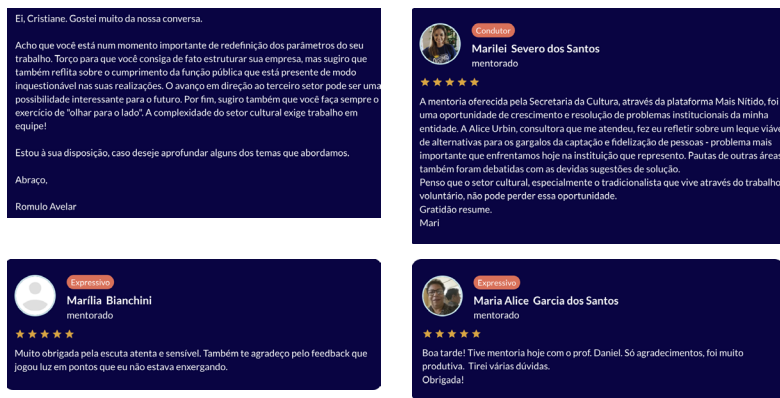 Ei, Cristiane. Gostei muito da nossa conversa.
Acho que você está num momento importante de redefinição dos parâmetros do seu
trabalho. Torço para que você consiga de fato estruturar sua empresa, mas sugiro que
também reflita sobre o cumprimento da função pública que está presente de modo
inquestionável nas suas realizações. O avanço em direção ao terceiro setor pode ser uma
possibilidade interessante para o futuro. Por fim, sugiro também que você faça sempre o
exercício de "olhar para o lado". A complexidade do setor cultural exige trabalho em
equipe!
Estou à sua disposição, caso deseje aprofundar alguns dos temas que abordamos.
Abraço,
Romulo Avelar
Condutor
Marilei Severo dos Santos
mentorado
A mentoria oferecida pela Secretaria da Cultura, através da plataforma Mais Nítido, foi
uma oportunidade de crescimento e resolução de problemas institucionais da minha
entidade. A Alice Urbin, consultora que me atendeu, fez eu refletir sobre um leque
de alternativas para os gargalos da captação e fidelização de pessoas - problema mais
importante que enfrentamos hoje na instituição que represento. Pautas de outras áreas
também foram debatidas com as devidas sugestões de solução.
Penso que o setor cultural, especialmente o tradicionalista que vive através do trabalho
voluntário, não pode perder essa oportunidade.
Gratidão resume.
Mari
Expressivo
Marília Bianchini
mentorado
Muito obrigada pela escuta atenta e sensível. Também te agradeço pelo feedback que
jogou luz em pontos que eu não estava enxergando.
Expressivo
Maria Alice Garcia dos Santos
mentorado
Boa tarde! Tive mentoria hoje com o prof. Daniel. Só agradecimentos, foi muito
produtiva. Tirei várias dúvidas.
Obrigada!